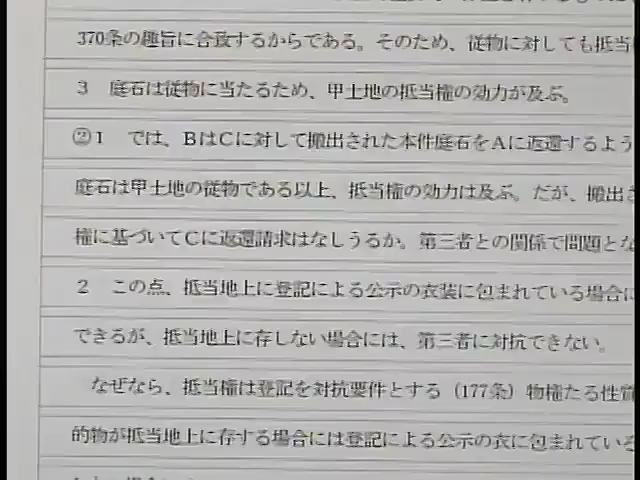 370条の趣旨に合致するからである。そのため、従物に対しても抵当
3 庭石は従物に当たるため、甲土地の抵当権の効力が及ぶ。
②1 では、BはCに対して搬出された本件庭石をAに返還するよう
庭石は甲土地の従物である以上、抵当権の効力は及ぶ。だが、搬出さ
権に基づいてCに返還請求はなしうるか。第三者との関係で問題とな
2 この点、抵当地上に登記による公示の衣装に包まれている場合に
できるが、抵当地上に存しない場合には、第三者に対抗できない。
なぜなら、抵当権は登記を対抗要件とする（177条）物権たる性質
的物が抵当地上に存する場合には登記による公示の衣に包まれている